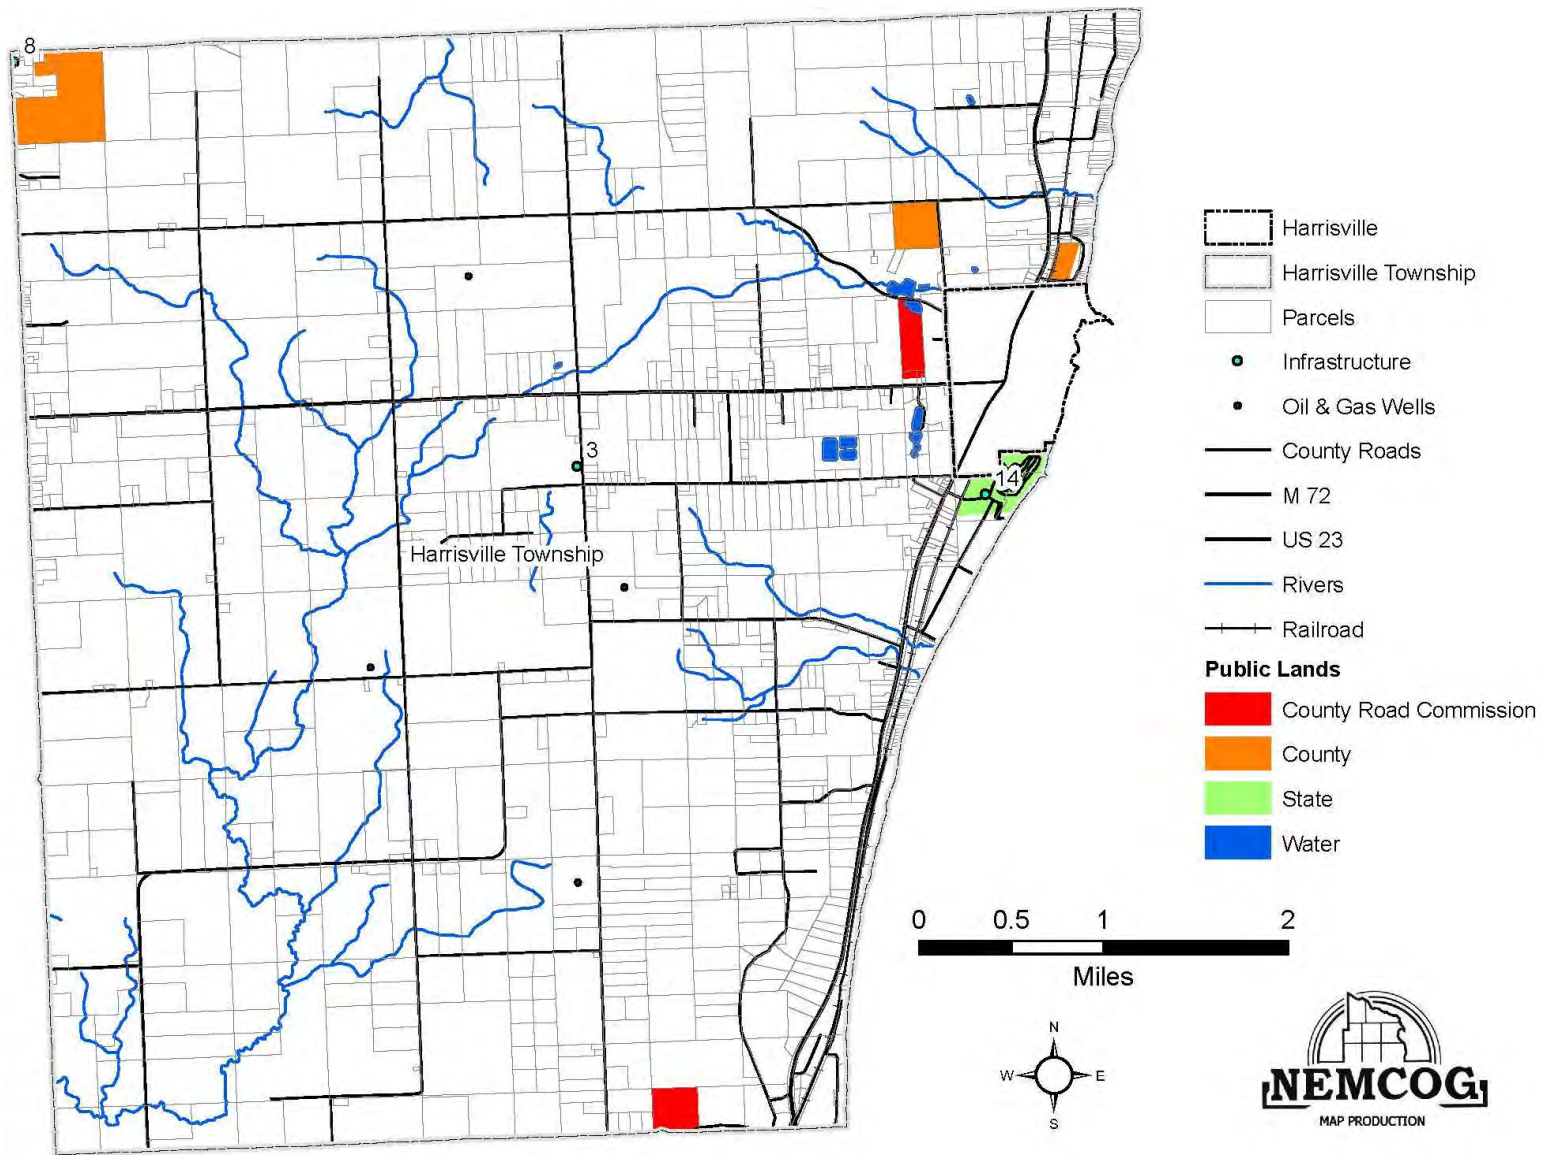 8
3
14
Harrisville Township
Harrisville
Harrisville Township
Parcels
Infrastructure
Oil & Gas Wells
County Roads
M 72
US 23
Rivers
Railroad
Public Lands
County Road Commission
County
State
Water
0 0.5 1 2
Miles
N
W E
S
NEMCOG
MAP PRODUCTION